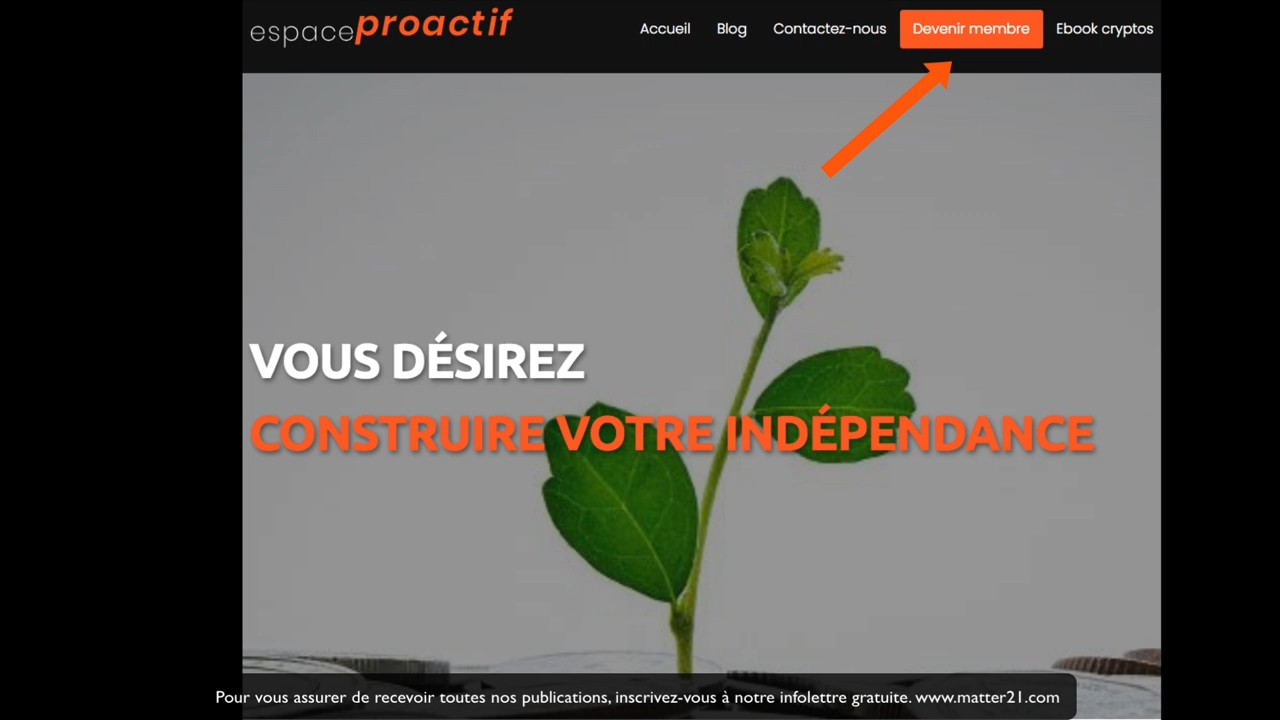 espaceproactif
Accueil Blog Contactez-nous Devenir membre Ebook cryptos
VOUS DÉSIREZ
CONSTRUIRE VOTRE INDÉPENDANCE
Pour vous assurer de recevoir toutes nos publications, inscrivez-vous à notre infolettre gratuite. www.matter21.com